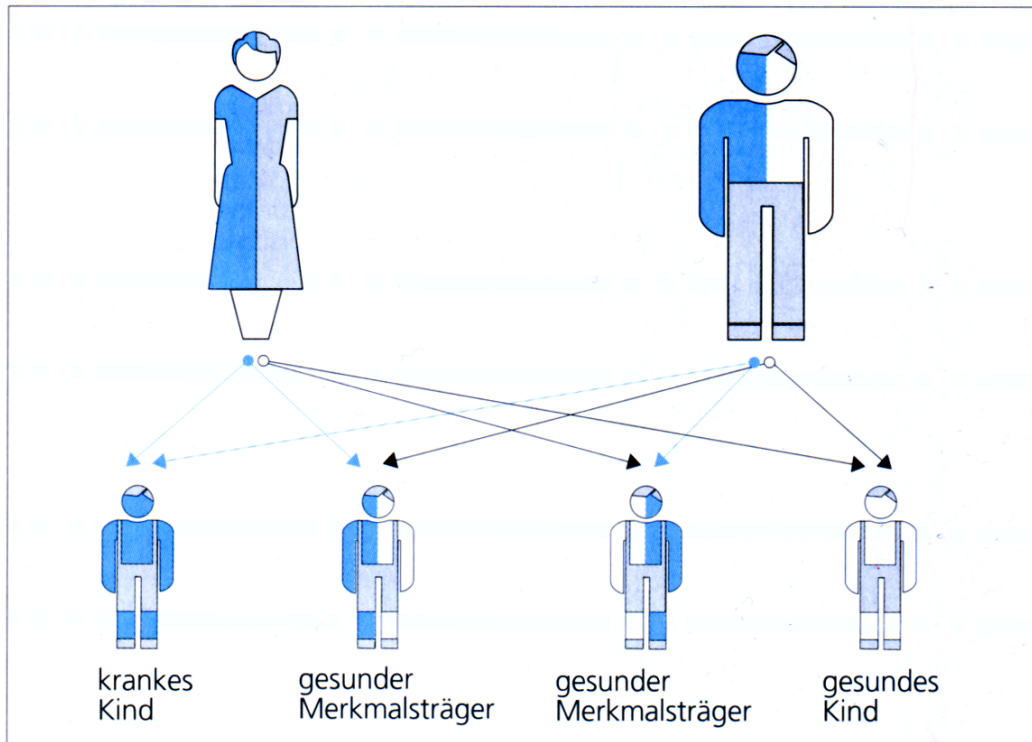 krankes
Kind
gesunder
Merkmalsträger
gesunder
Merkmalsträger
gesundes
Kind